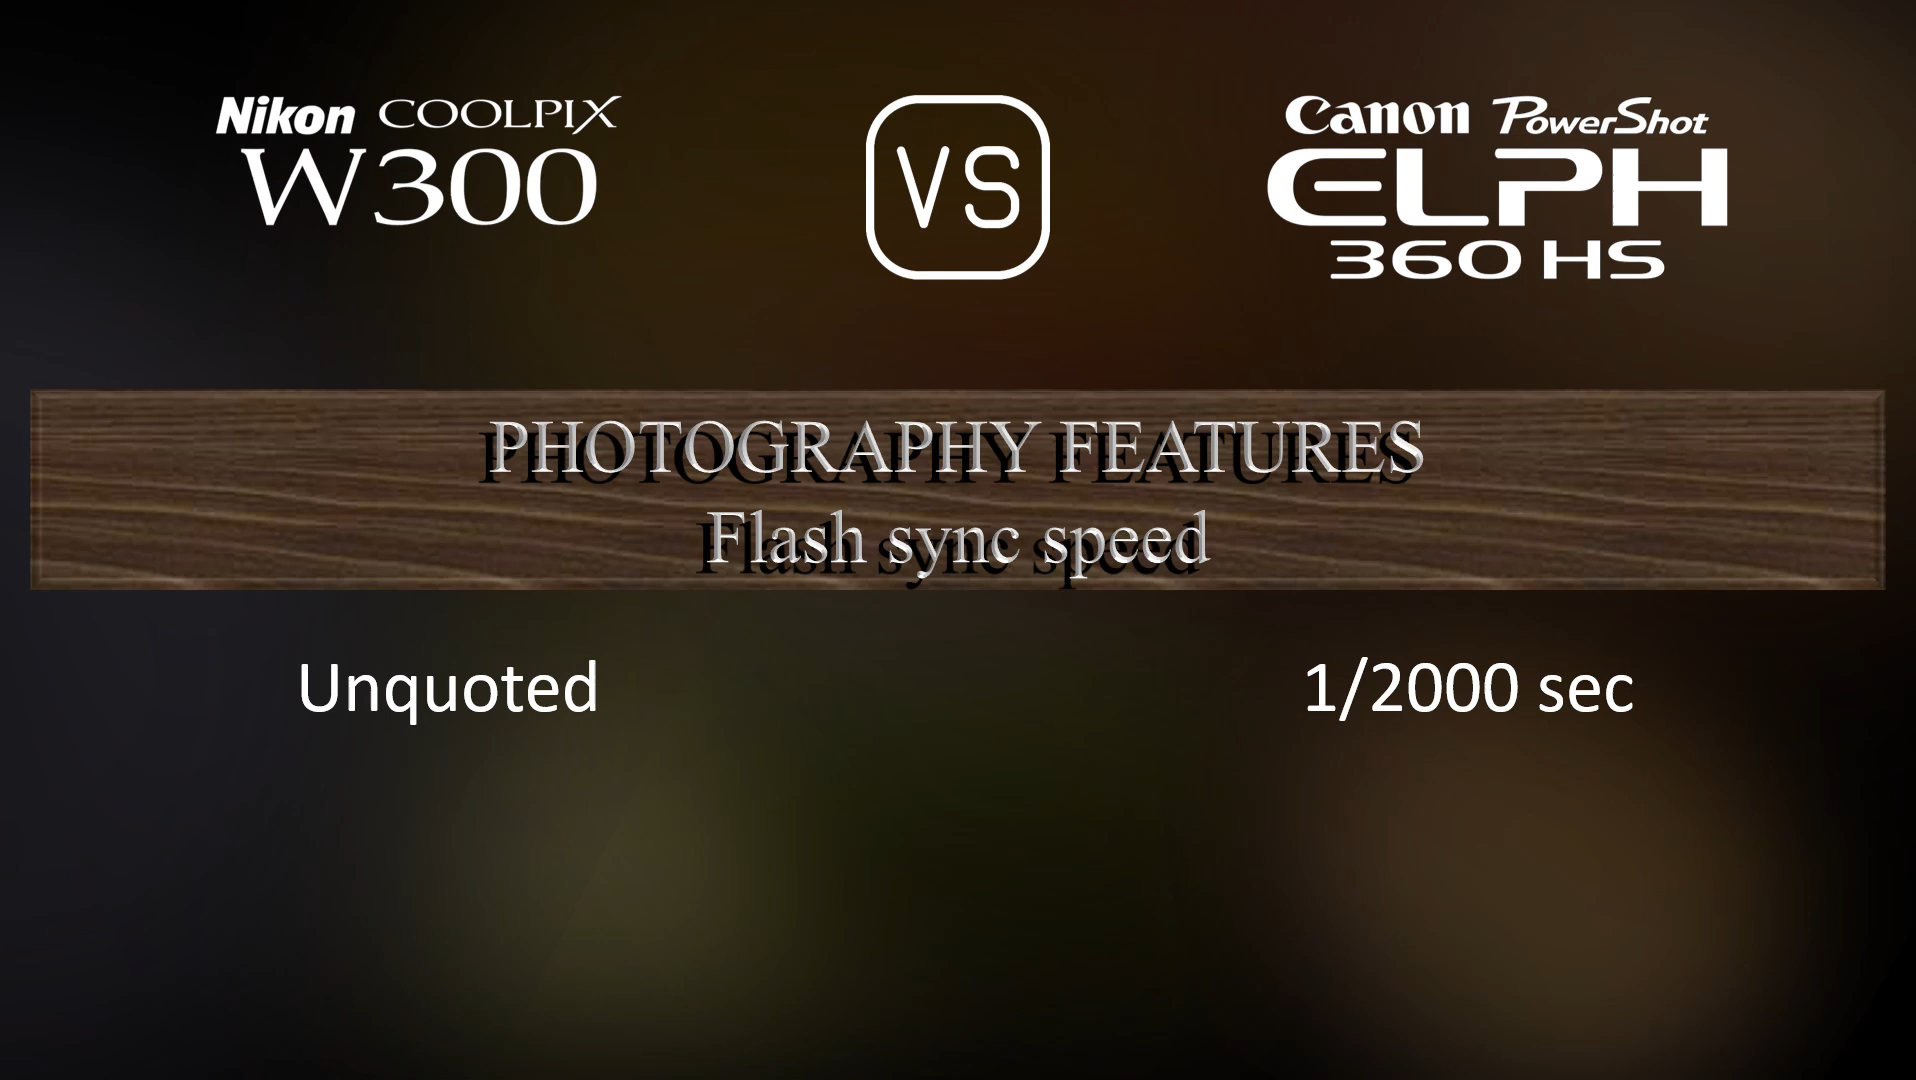 Nikon COOLPIX
W300
VS
Canon PowerShot
ELPH
360 HS
PHOTOGRAPHY FEATURES
Flash sync speed
Unquoted
1/2000 sec